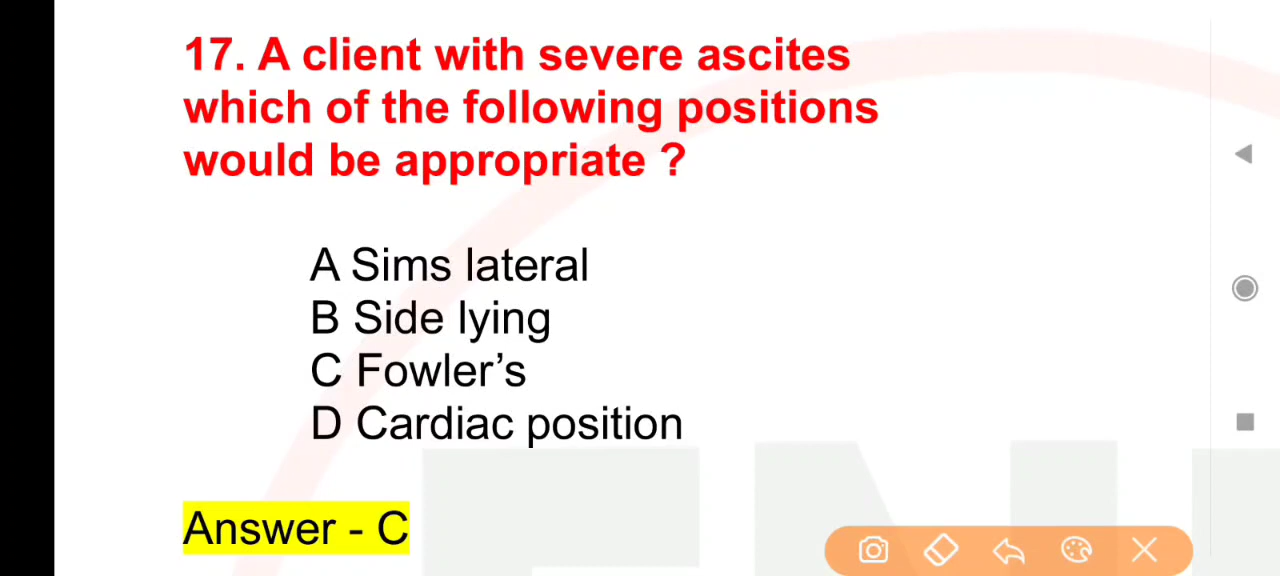 17. A client with severe ascites
which of the following positions
would be appropriate ?
A Sims lateral
B Side lying
C Fowler’s
D Cardiac position
Answer - C